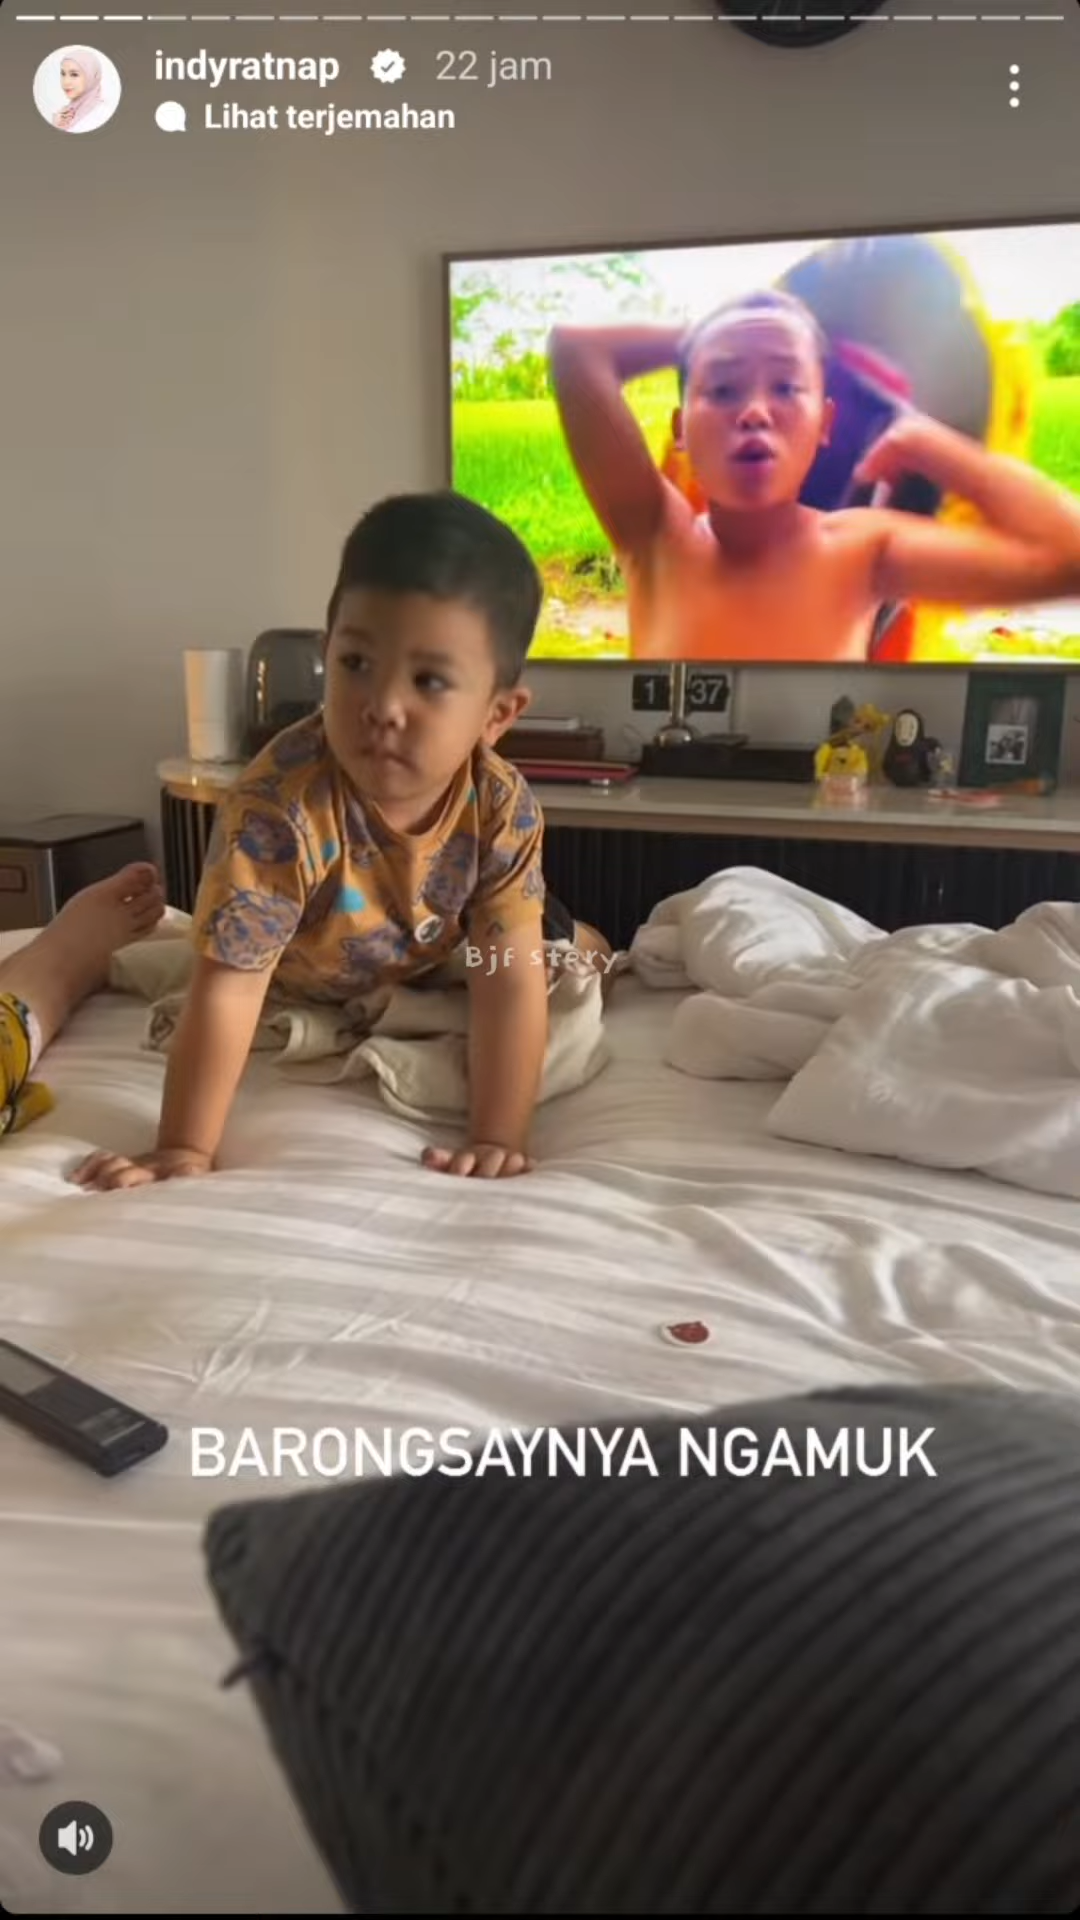 indyratnap 22 jam
Lihat terjemahan
1 37
Bjf story
BARONGSAYNYA NGAMUK